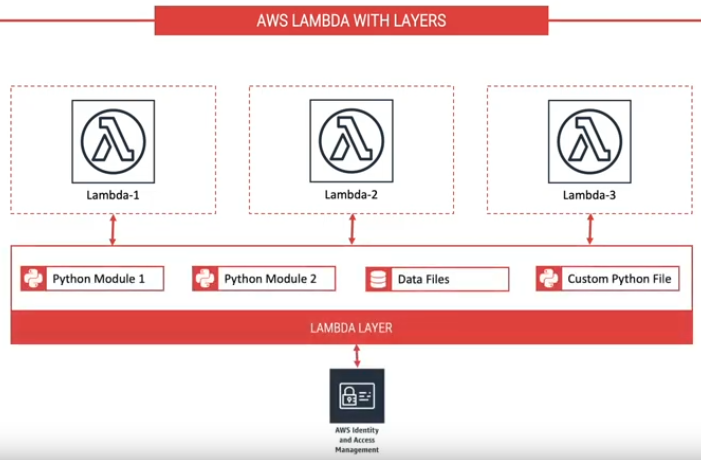 AWS LAMBDA WITH LAYERS
Lambda-1
Lambda-2
Lambda-3
Python Module 1
Python Module 2
Data Files
Custom Python File
LAMBDA LAYER
AWS Identity
and Access
Management